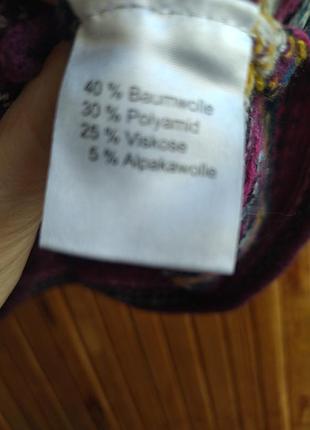 40 % Baumwolle
30 % Polyamid
25 % Viskose
5 % Alpakawolle